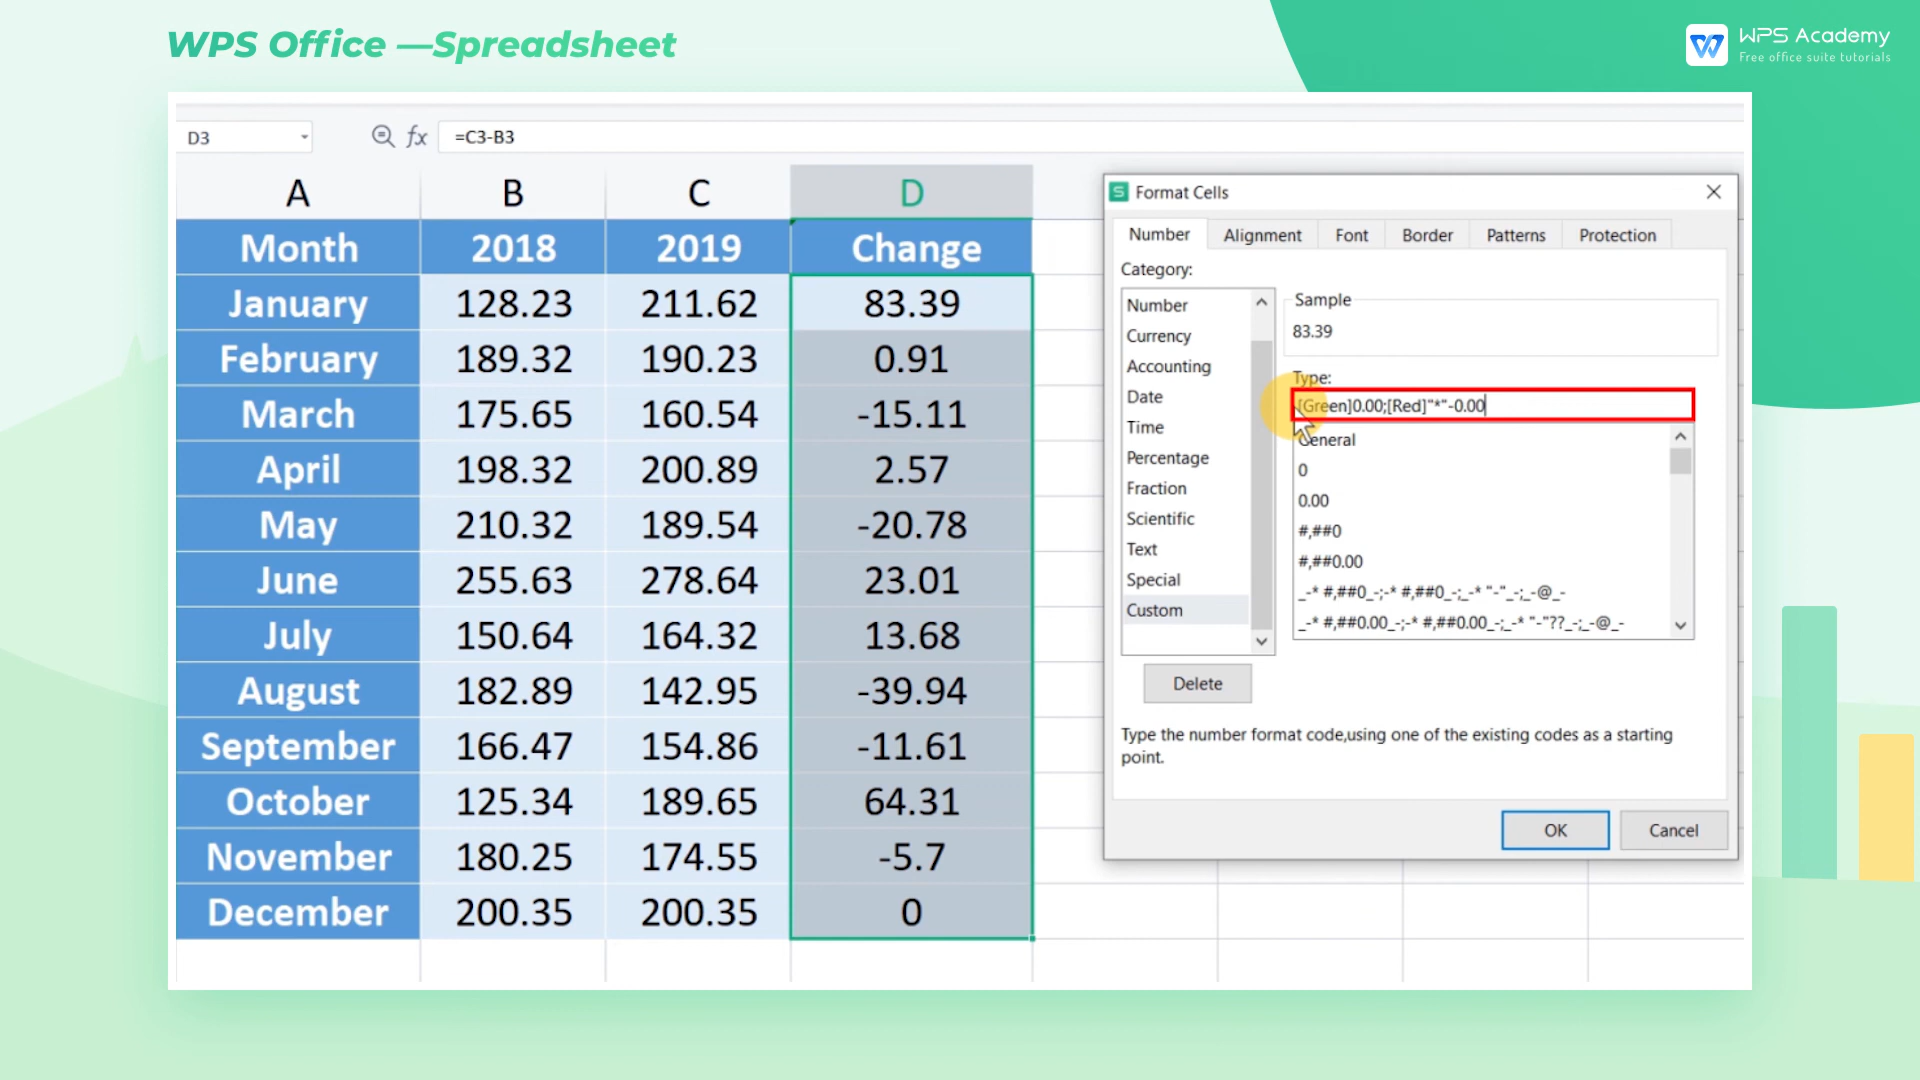 WPS Office —Spreadsheet
WPS Academy
Free office suite tutorials
D3
fx
=C3-B3
A B C D
Month 2018 2019 Change
January 128.23 211.62 83.39
February 189.32 190.23 0.91
March 175.65 160.54 -15.11
April 198.32 200.89 2.57
May 210.32 189.54 -20.78
June 255.63 278.64 23.01
July 150.64 164.32 13.68
August 182.89 142.95 -39.94
September 166.47 154.86 -11.61
October 125.34 189.65 64.31
November 180.25 174.55 -5.7
December 200.35 200.35 0
Format Cells
Number Alignment Font Border Patterns Protection
Category:
Number
Currency
Accounting
Date
Time
Percentage
Fraction
Scientific
Text
Special
Custom
Delete
Sample
83.39
Type:
[Green]0.00;[Red]"*"-0.00
General
0
0.00
#,##0
#,##0.00
_-* #,##0_-;-* #,##0_-;_-* "-"_-;_-@_-
_-* #,##0.00_-;-* #,##0.00_-;_-* "-"??_-;_-@_-
Type the number format code,using one of the existing codes as a starting
point.
OK Cancel